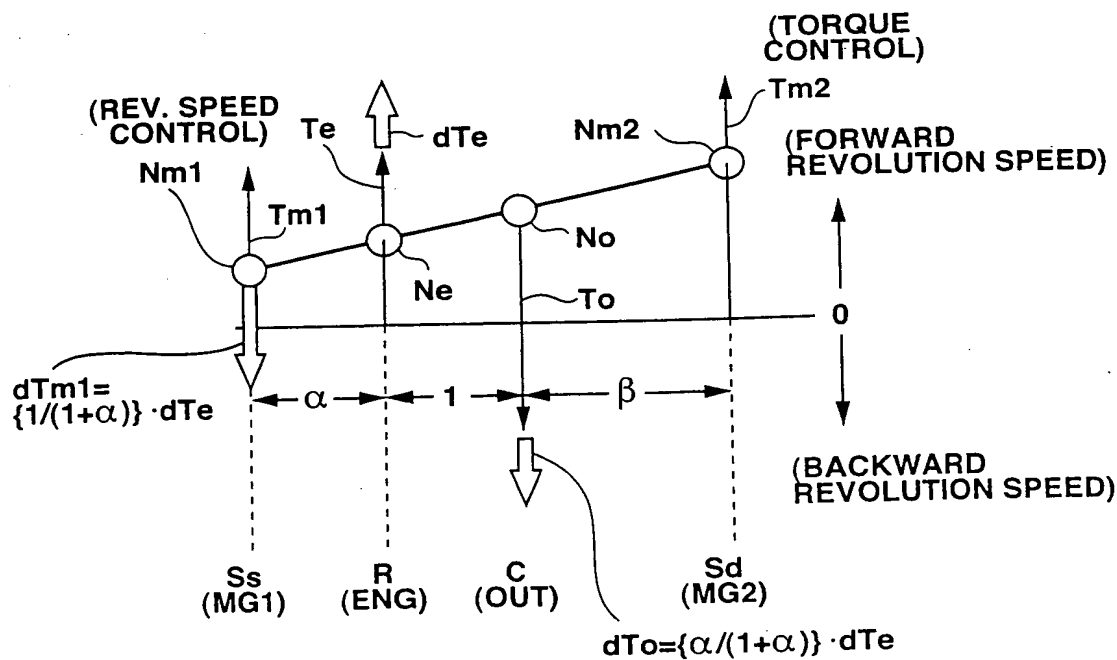 (TORQUE
CONTROL)
(REV. SPEED
CONTROL)
Te
dTe
Tm2
Nm2
(FORWARD
REVOLUTION SPEED)
Nm1
Tm1
No
Ne
To
0
dTm1=
{1/(1+α)} ·dTe
α
1
β
(BACKWARD
REVOLUTION SPEED)
Ss
(MG1)
R
(ENG)
C
(OUT)
Sd
(MG2)
dTo={α/(1+α)} ·dTe